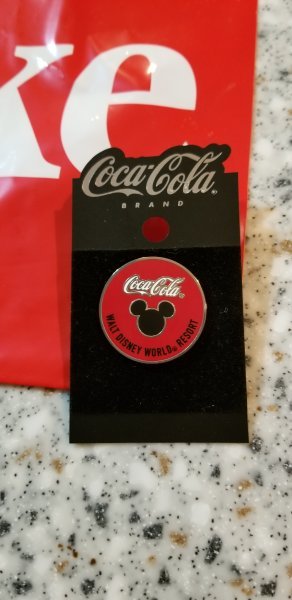 ke
Coca-Cola®
BRAND
Coca-Cola®
WALT DISNEY WORLD® RESORT